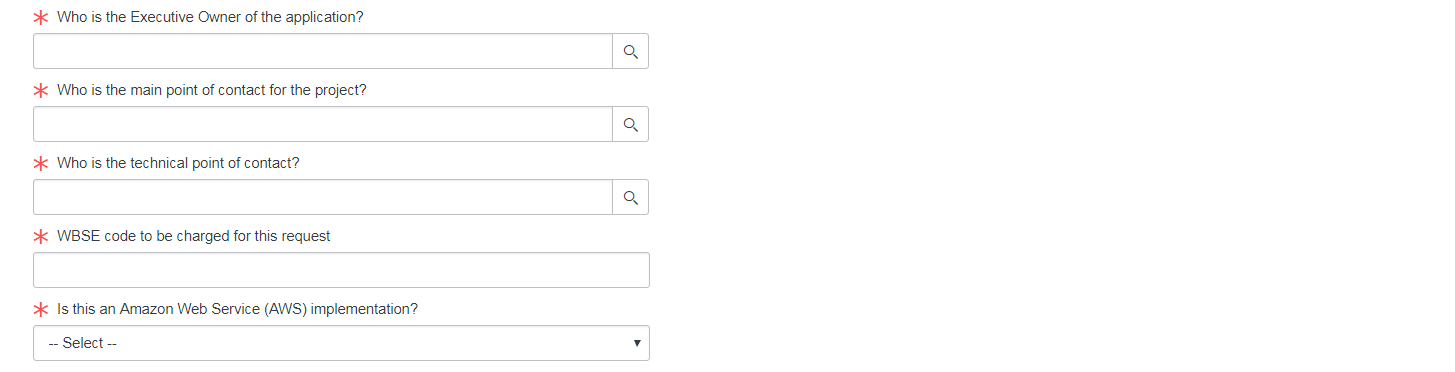 * Who is the Executive Owner of the application?
* Who is the main point of contact for the project?
* Who is the technical point of contact?
* WBSE code to be charged for this request
* Is this an Amazon Web Service (AWS) implementation?
-- Select --